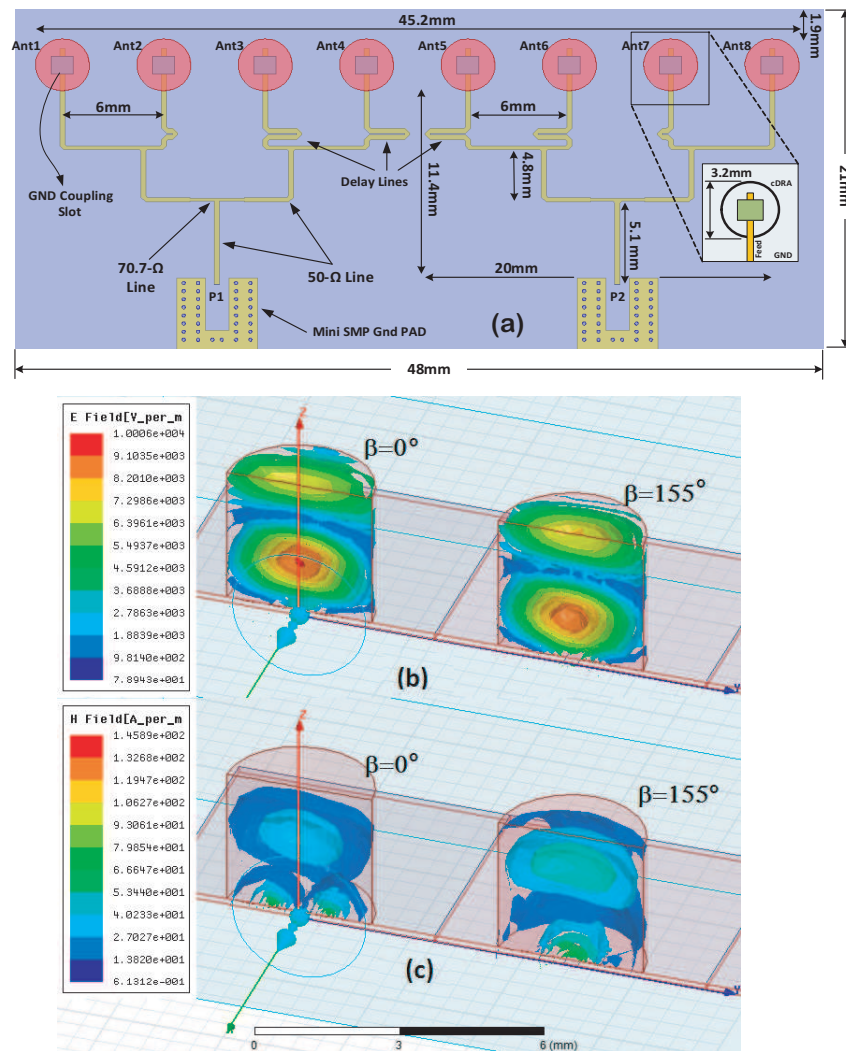 45.2mm
1.9mm
Ant1 Ant2 Ant3 Ant4 Ant5 Ant6 Ant7 Ant8
6mm
6mm
GND Coupling
Slot
Delay Lines
11.4mm
4.8mm
3.2mm
cDRA
Feed
GND
21mm
70.7-Ω
Line
50-Ω Line
5.1 mm
20mm
P1
P2
Mini SMP Gnd PAD
(a)
48mm
E Field[V_per_m
1.0006e+004
9.1035e+003
8.2010e+003
7.2986e+003
6.3961e+003
5.4937e+003
4.5912e+003
3.6888e+003
2.7863e+003
1.8839e+003
9.8140e+002
7.8943e+001
Z
β=0°
β=155°
Y
(b)
H Field[A_per_m
1.4589e+002
1.3268e+002
1.1947e+002
1.0627e+002
9.3061e+001
7.9854e+001
6.6647e+001
5.3440e+001
4.0233e+001
2.7027e+001
1.3820e+001
6.1312e-001
Z
β=0°
β=155°
Y
(c)
0 3 6 (mm)